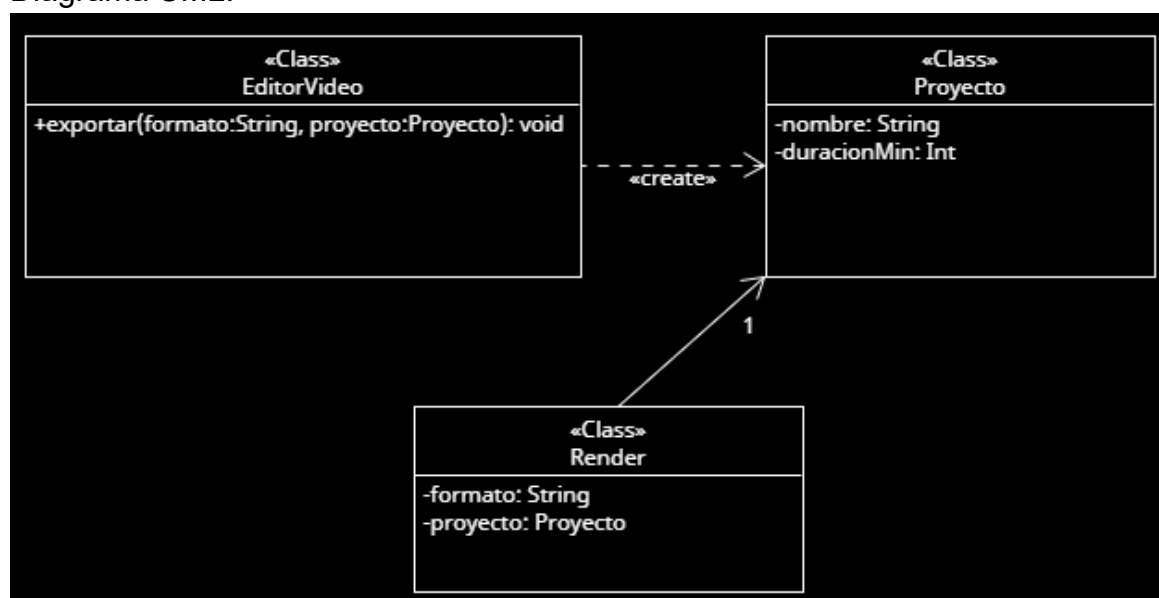 Diagrama UML:
«Class»
EditorVideo
+exportar(formato:String, proyecto:Proyecto): void
«Class»
Proyecto
-nombre: String
-duracionMin: Int
«create»
1
«Class»
Render
-formato: String
-proyecto: Proyecto